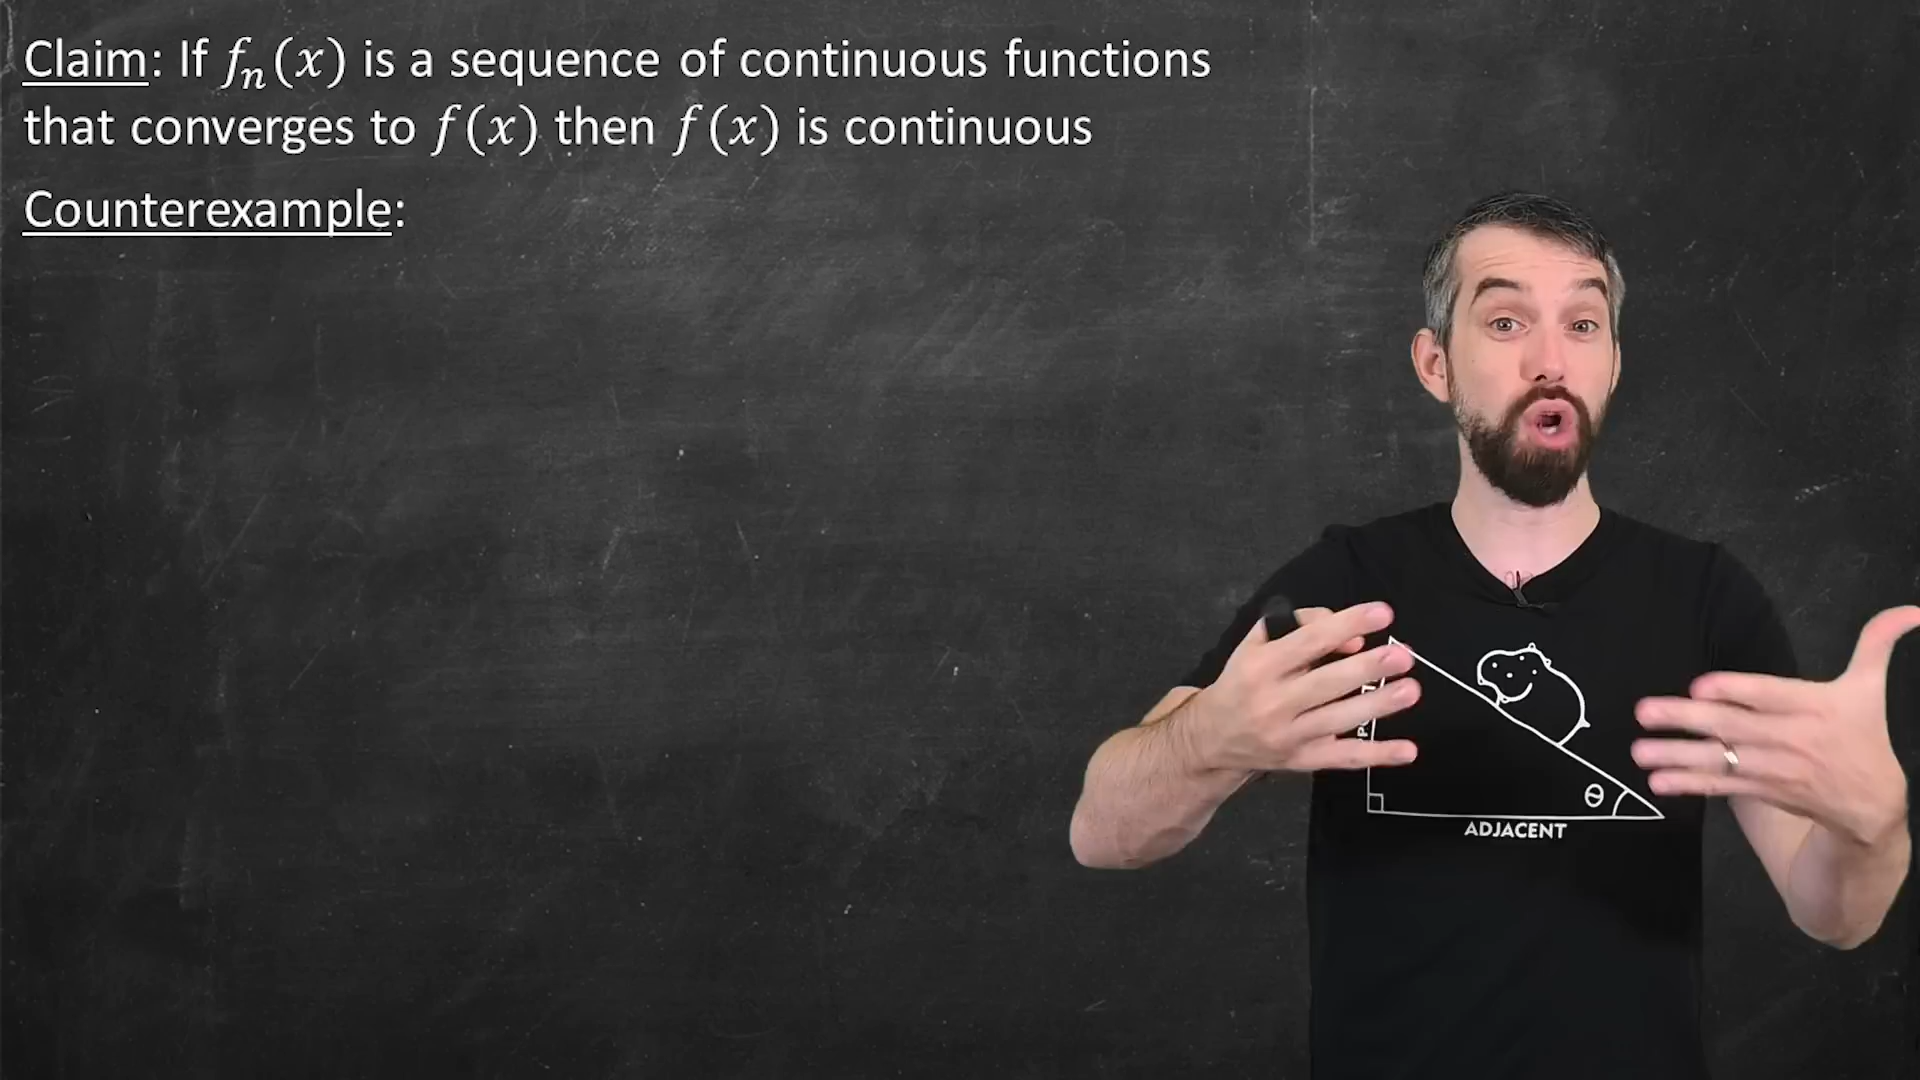 Claim: If fₙ(x) is a sequence of continuous functions
that converges to f(x) then f(x) is continuous
Counterexample:
θ
ADJACENT